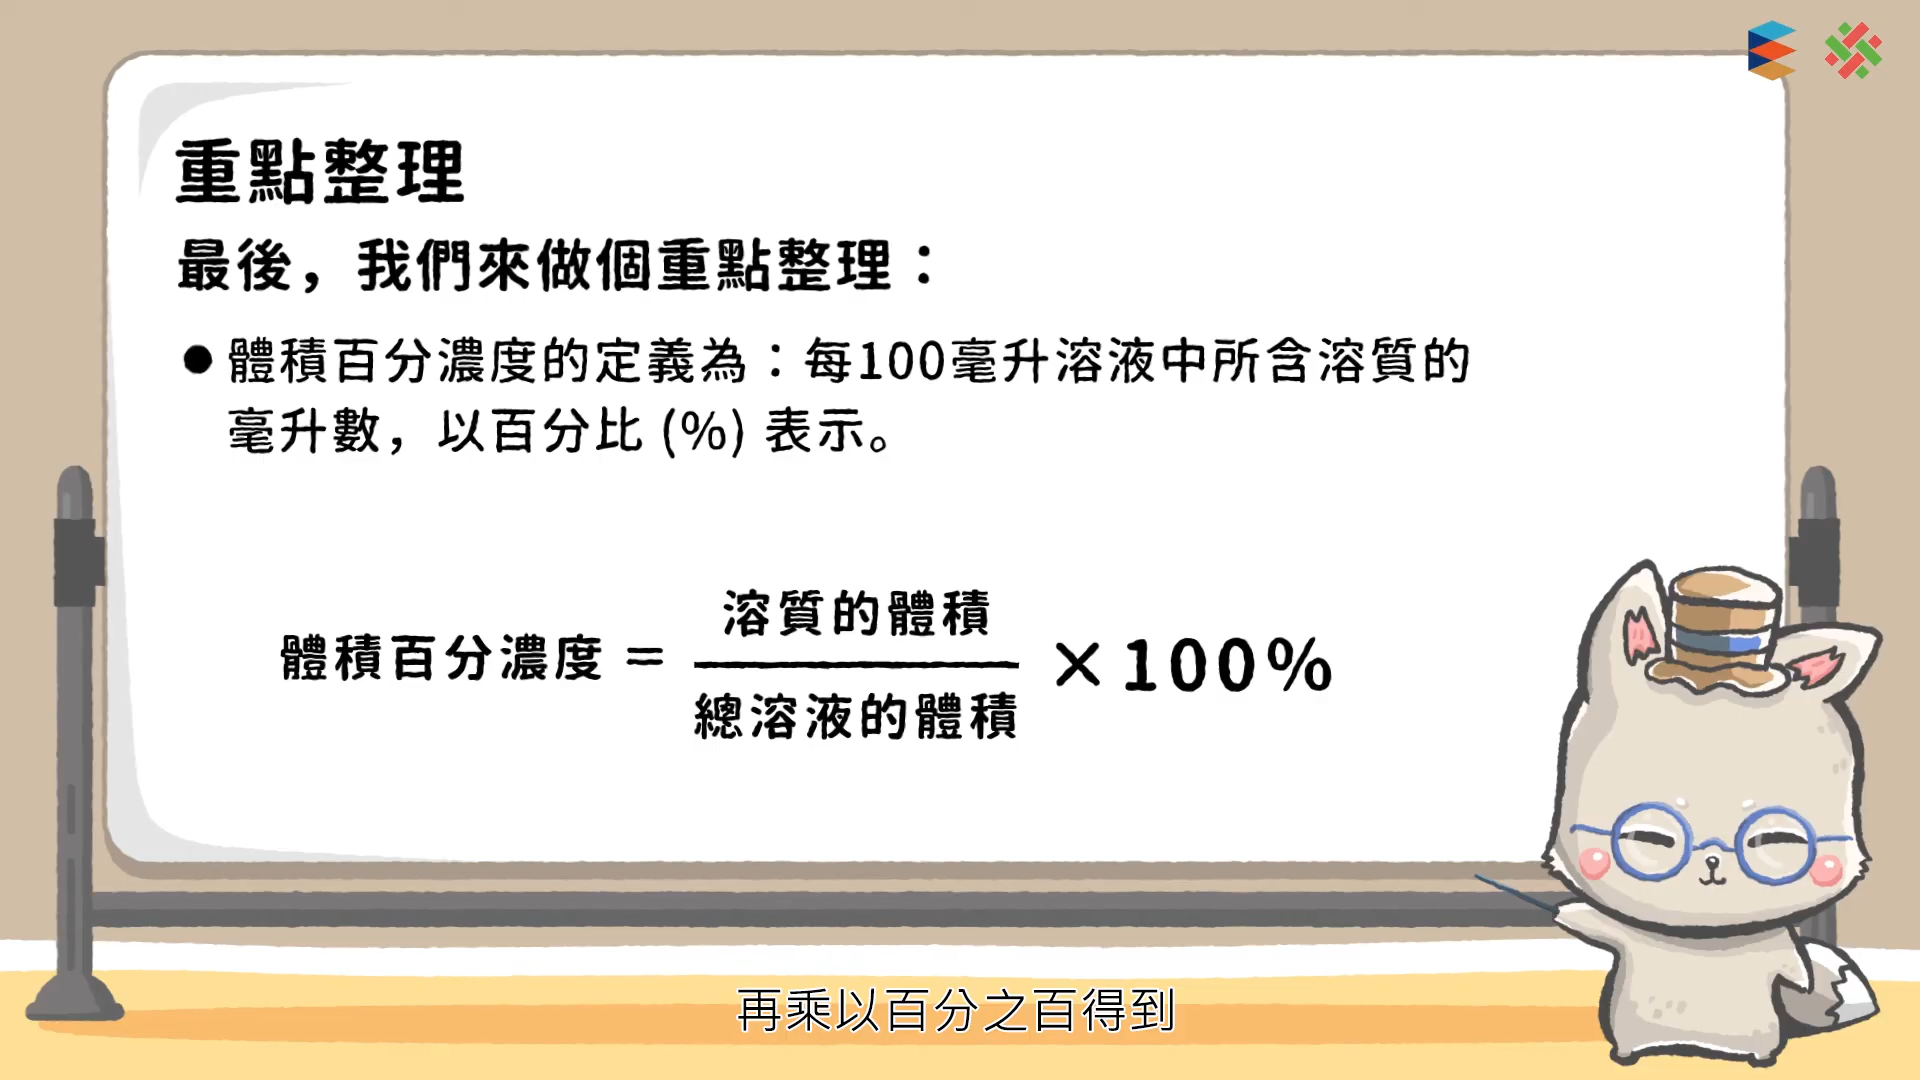 重點整理
最後，我們來做個重點整理：
●體積百分濃度的定義為：每100毫升溶液中所含溶質的
毫升數，以百分比 (%) 表示。
溶質的體積
體積百分濃度 = ×100%
總溶液的體積
再乘以百分之百得到